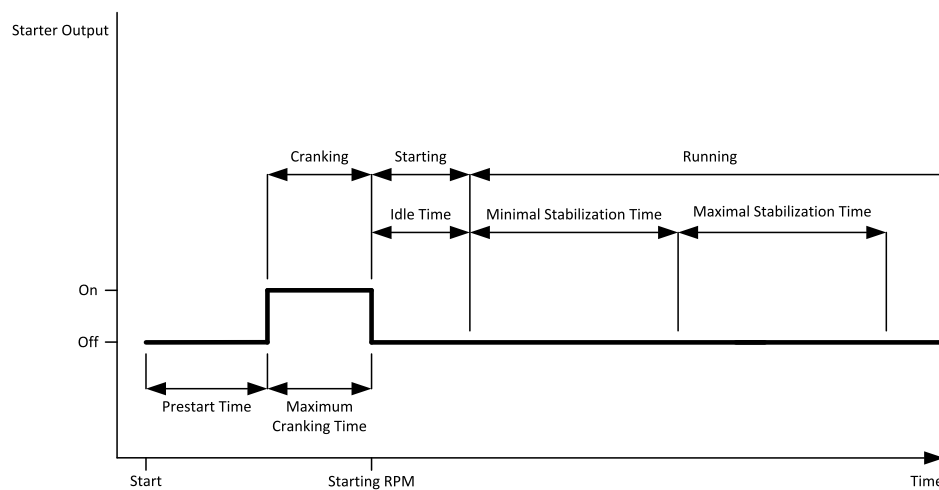 Starter Output
Cranking
Starting
Running
Idle Time
Minimal Stabilization Time
Maximal Stabilization Time
On
Off
Prestart Time
Maximum
Cranking Time
Start
Starting RPM
Time